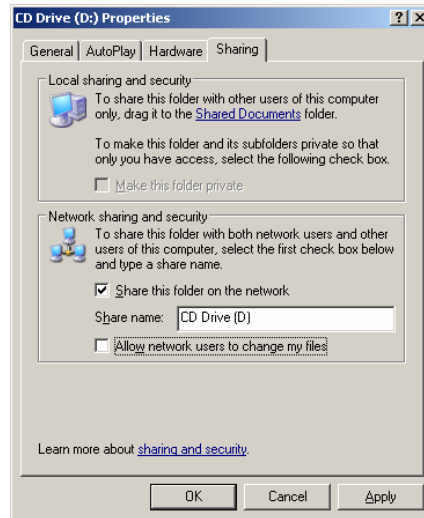 CD Drive (D:) Properties
General AutoPlay Hardware Sharing
Local sharing and security
To share this folder with other users of this computer
only, drag it to the Shared Documents folder.
To make this folder and its subfolders private so that
only you have access, select the following check box.
Make this folder private
Network sharing and security
To share this folder with both network users and other
users of this computer, select the first check box below
and type a share name.
Share this folder on the network
Share name: CD Drive (D)
Allow network users to change my files
Learn more about sharing and security.
OK Cancel Apply